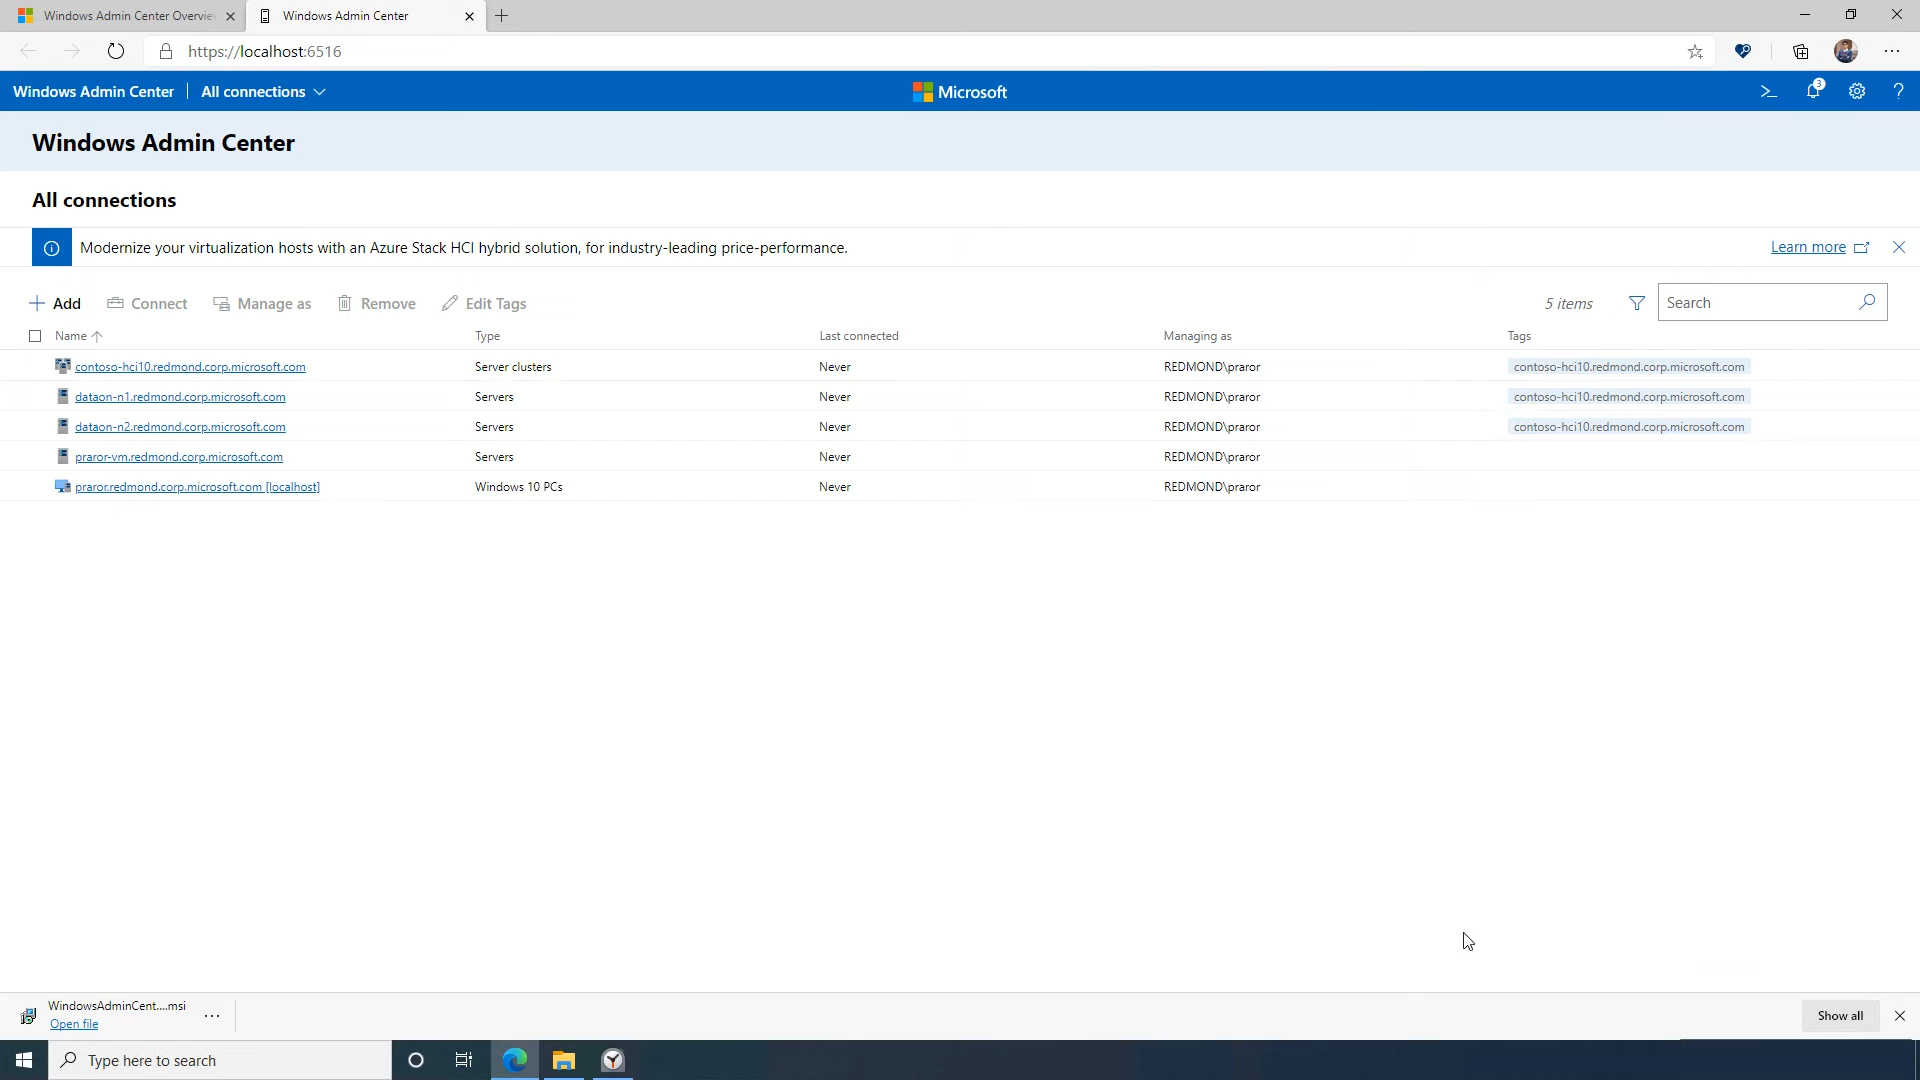 Windows Admin Center Overvie
Windows Admin Center
https://localhost:6516
Windows Admin Center
All connections
Microsoft
3
?
Windows Admin Center
All connections
Modernize your virtualization hosts with an Azure Stack HCI hybrid solution, for industry-leading price-performance.
Learn more
Add
Connect
Manage as
Remove
Edit Tags
5 items
Search
Name
Type
Last connected
Managing as
Tags
contoso-hci10.redmond.corp.microsoft.com
Server clusters
Never
REDMOND\praror
contoso-hci10.redmond.corp.microsoft.com
dataon-n1.redmond.corp.microsoft.com
Servers
Never
REDMOND\praror
contoso-hci10.redmond.corp.microsoft.com
dataon-n2.redmond.corp.microsoft.com
Servers
Never
REDMOND\praror
contoso-hci10.redmond.corp.microsoft.com
praror-vm.redmond.corp.microsoft.com
Servers
Never
REDMOND\praror
praror.redmond.corp.microsoft.com [localhost]
Windows 10 PCs
Never
REDMOND\praror
WindowsAdminCent....msi
Open file
Show all
Type here to search